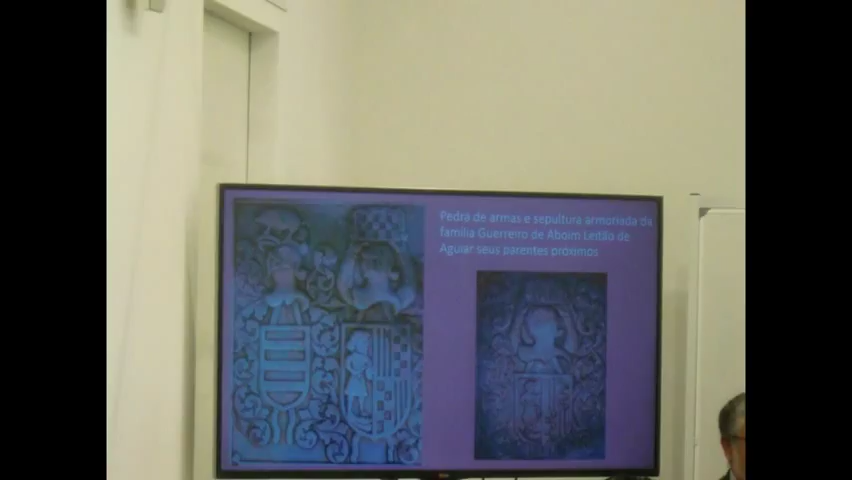 Pedra de armas e sepultura armoriada da
família Guerreiro de Aboim Leitão de
Aguiar seus parentes próximos